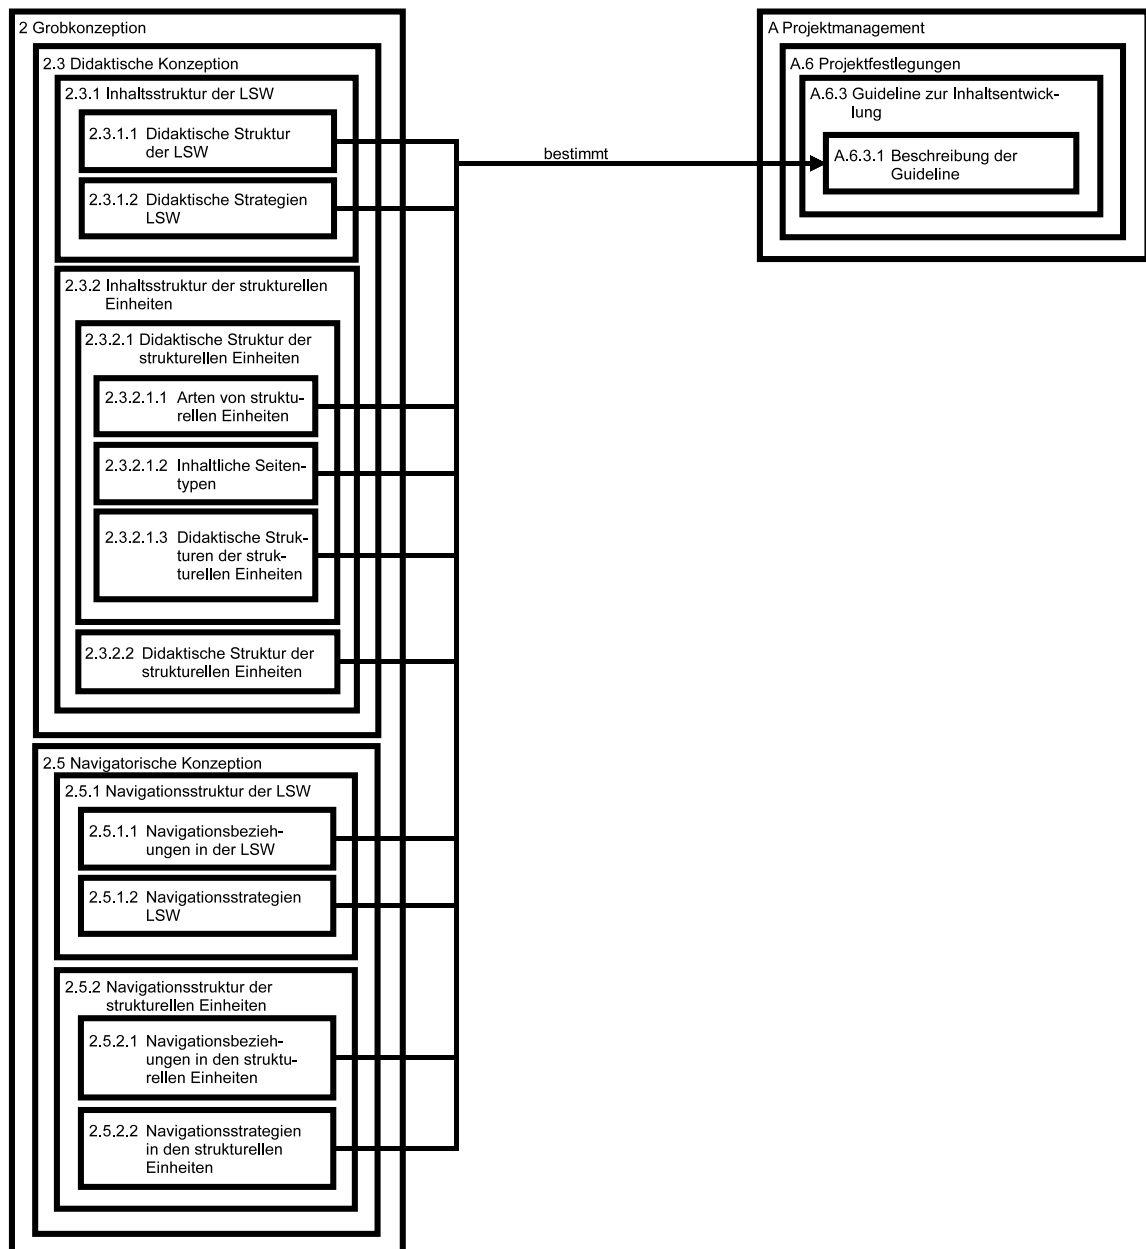 2 Grobkonzeption
2.3 Didaktische Konzeption
2.3.1 Inhaltsstruktur der LSW
2.3.1.1 Didaktische Struktur
der LSW
2.3.1.2 Didaktische Strategien
LSW
2.3.2 Inhaltsstruktur der strukturellen
Einheiten
2.3.2.1 Didaktische Struktur der
strukturellen Einheiten
2.3.2.1.1 Arten von struktu-
rellen Einheiten
2.3.2.1.2 Inhaltliche Seiten-
typen
2.3.2.1.3 Didaktische Struk-
turen der struk-
turellen Einheiten
2.3.2.2 Didaktische Struktur der
strukturellen Einheiten
2.5 Navigatorische Konzeption
2.5.1 Navigationsstruktur der LSW
2.5.1.1 Navigationsbezieh-
ungen in der LSW
2.5.1.2 Navigationsstrategien
LSW
2.5.2 Navigationsstruktur der
strukturellen Einheiten
2.5.2.1 Navigationsbezieh-
ungen in den struktu-
rellen Einheiten
2.5.2.2 Navigationsstrategien
in den strukturellen
Einheiten
bestimmt
A Projektmanagement
A.6 Projektfestlegungen
A.6.3 Guideline zur Inhaltsentwick-
lung
A.6.3.1 Beschreibung der
Guideline